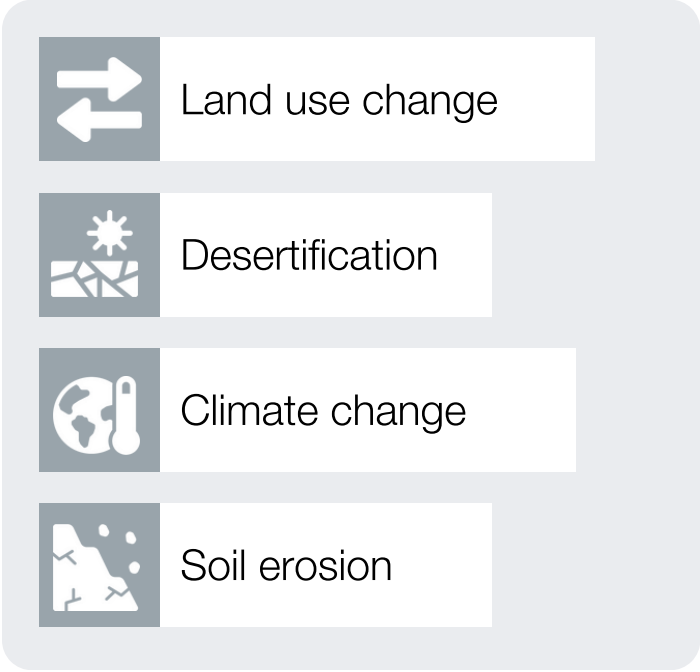 Land use change
Desertification
Climate change
Soil erosion